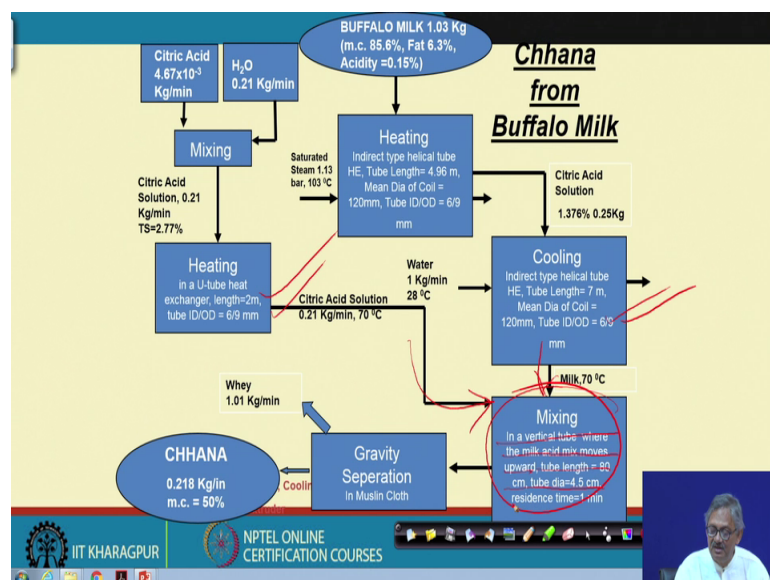 BUFFALO MILK 1.03 Kg
(m.c. 85.6%, Fat 6.3%,
Acidity =0.15%)
Chhana
from
Buffalo Milk
Citric Acid
4.67x10-3
Kg/min
H2O
0.21 Kg/min
Mixing
Heating
Indirect type helical tube
HE, Tube Length= 4.96 m,
Mean Dia of Coil =
120mm, Tube ID/OD = 6/9
mm
Saturated
Steam 1.13
bar, 103 0C
Citric Acid
Solution
1.376% 0.25Kg
Citric Acid
Solution, 0.21
Kg/min
TS=2.77%
Heating
in a U-tube heat
exchanger, length=2m,
tube ID/OD = 6/9 mm
Water
1 Kg/min
28 0C
Cooling
Indirect type helical tube
HE, Tube Length= 7 m,
Mean Dia of Coil =
120mm, Tube ID/OD = 6/9
mm
Citric Acid Solution
0.21 Kg/min, 70 0C
Milk,70 0C
Mixing
In a vertical tube where
the milk acid mix moves
upward, tube length = 80
cm, tube dia=4.5 cm,
residence time=1 min
Whey
1.01 Kg/min
Gravity
Seperation
In Muslin Cloth
Coolin
CHHANA
0.218 Kg/in
m.c. = 50%
IIT KHARAGPUR
NPTEL ONLINE
CERTIFICATION COURSES